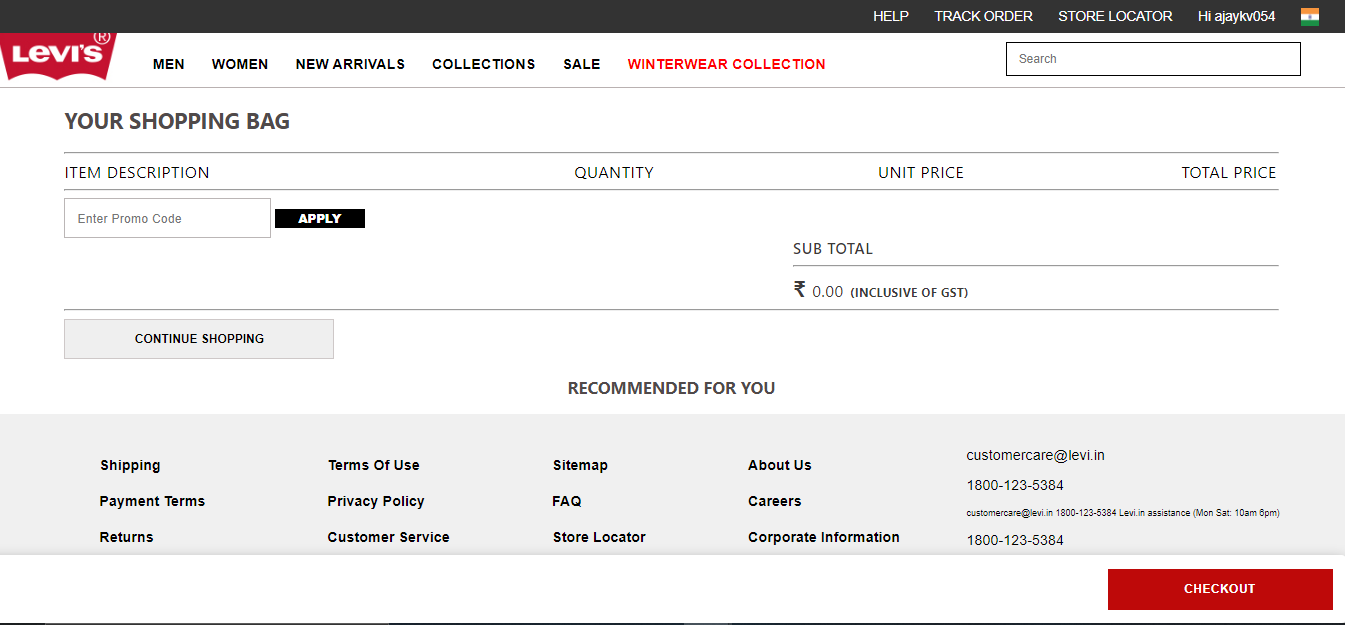 HELP TRACK ORDER STORE LOCATOR Hi ajaykv054
LEVI'S ®
MEN WOMEN NEW ARRIVALS COLLECTIONS SALE WINTERWEAR COLLECTION Search
YOUR SHOPPING BAG
ITEM DESCRIPTION QUANTITY UNIT PRICE TOTAL PRICE
Enter Promo Code APPLY
SUB TOTAL
₹ 0.00 (INCLUSIVE OF GST)
CONTINUE SHOPPING
RECOMMENDED FOR YOU
Shipping Terms Of Use Sitemap About Us customercare@levi.in
Payment Terms Privacy Policy FAQ Careers 1800-123-5384
customercare@levi.in 1800-123-5384 Levi.in assistance (Mon Sat: 10am 6pm)
Returns Customer Service Store Locator Corporate Information 1800-123-5384
CHECKOUT